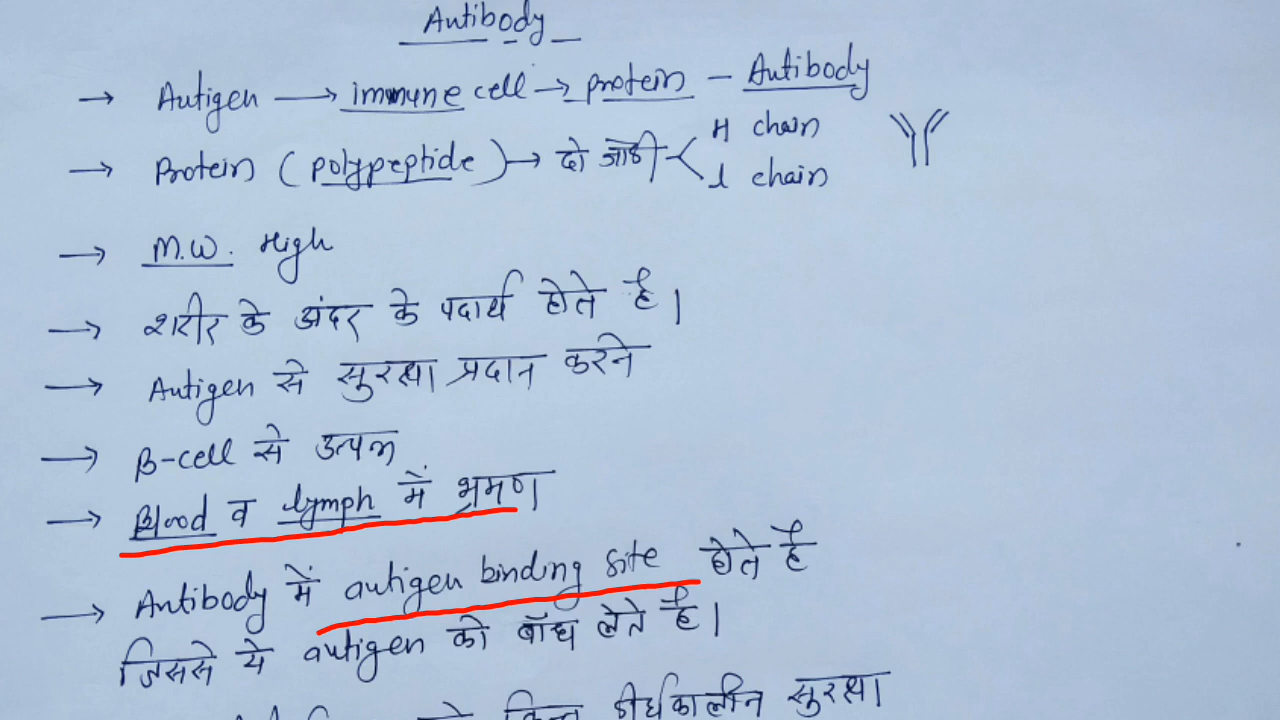 Antibody
→ Antigen → immune cell → protein - Antibody
→ Protein (polypeptide) → दो जोडी < H chain
L chain
→ M.W. High
→ शरीर के अंदर के पदार्थ होते है।
→ Antigen से सुरक्षा प्रदान करने
→ B-cell से उत्पन्न
→ Blood व lymph में भ्रमण
→ Antibody में antigen binding site होते है
जिससे ये antigen को बाँध लेते है।
किन्तु दीर्घकालीन सुरक्षा